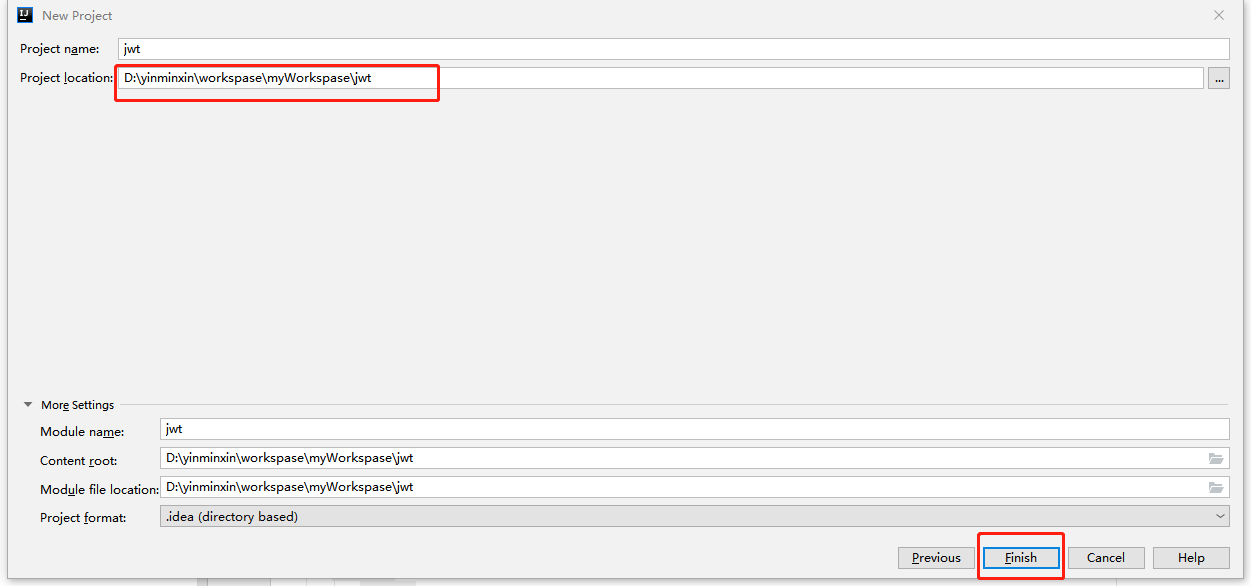 New Project
Project name: jwt
Project location: D:\yinminxin\workspase\myWorkspase\jwt ...
More Settings
Module name: jwt
Content root: D:\yinminxin\workspase\myWorkspase\jwt
Module file location: D:\yinminxin\workspase\myWorkspase\jwt
Project format: .idea (directory based)
Previous Finish Cancel Help